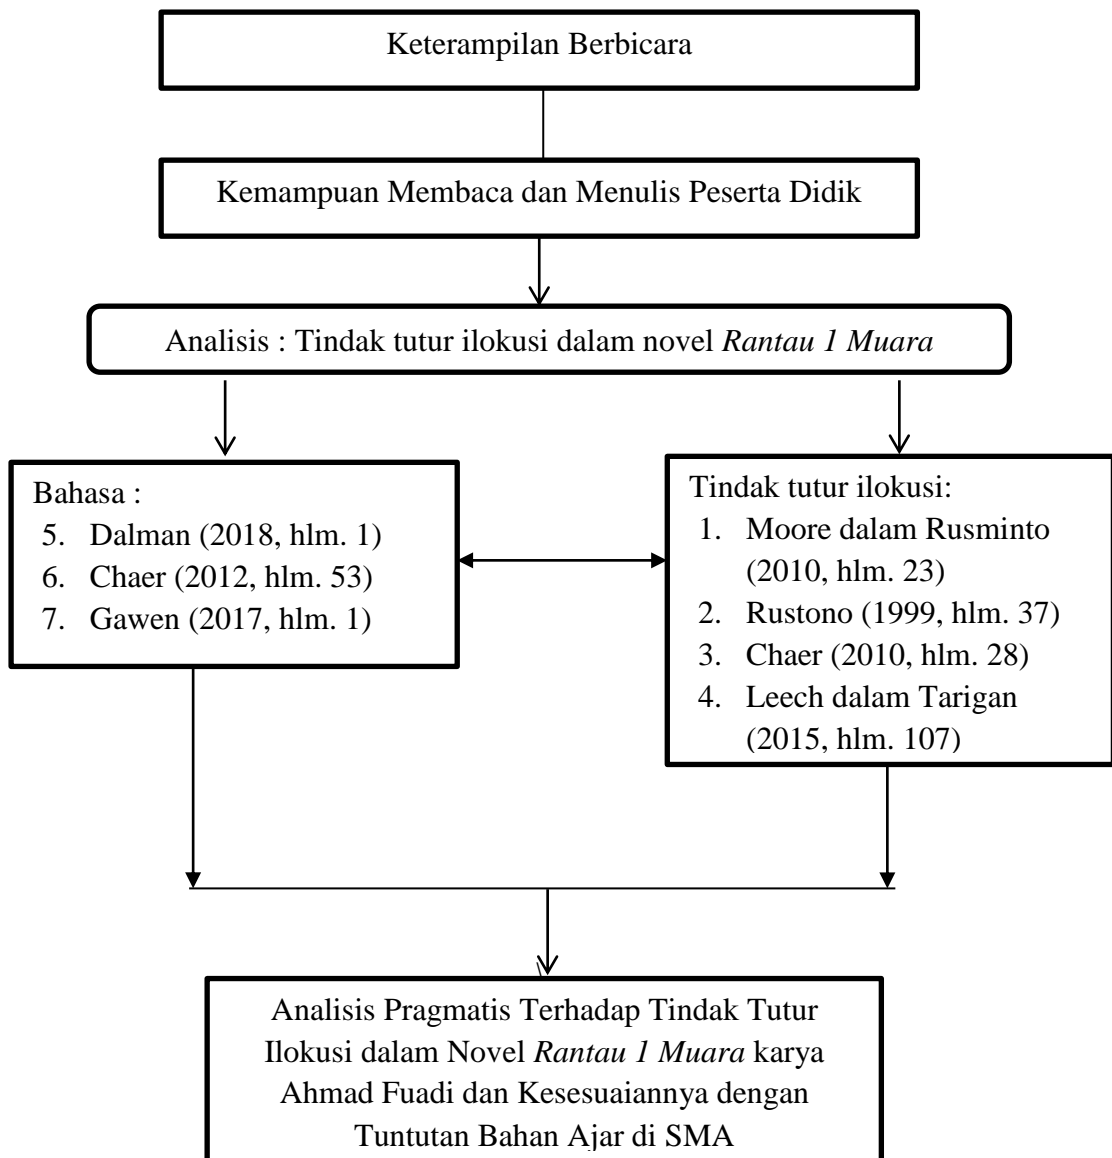 Keterampilan Berbicara
Kemampuan Membaca dan Menulis Peserta Didik
Analisis : Tindak tutur ilokusi dalam novel Rantau 1 Muara
Bahasa :
5. Dalman (2018, hlm. 1)
6. Chaer (2012, hlm. 53)
7. Gawen (2017, hlm. 1)
Tindak tutur ilokusi:
1. Moore dalam Rusminto
(2010, hlm. 23)
2. Rustono (1999, hlm. 37)
3. Chaer (2010, hlm. 28)
4. Leech dalam Tarigan
(2015, hlm. 107)
Analisis Pragmatis Terhadap Tindak Tutur
Ilokusi dalam Novel Rantau 1 Muara karya
Ahmad Fuadi dan Kesesuaiannya dengan
Tuntutan Bahan Ajar di SMA